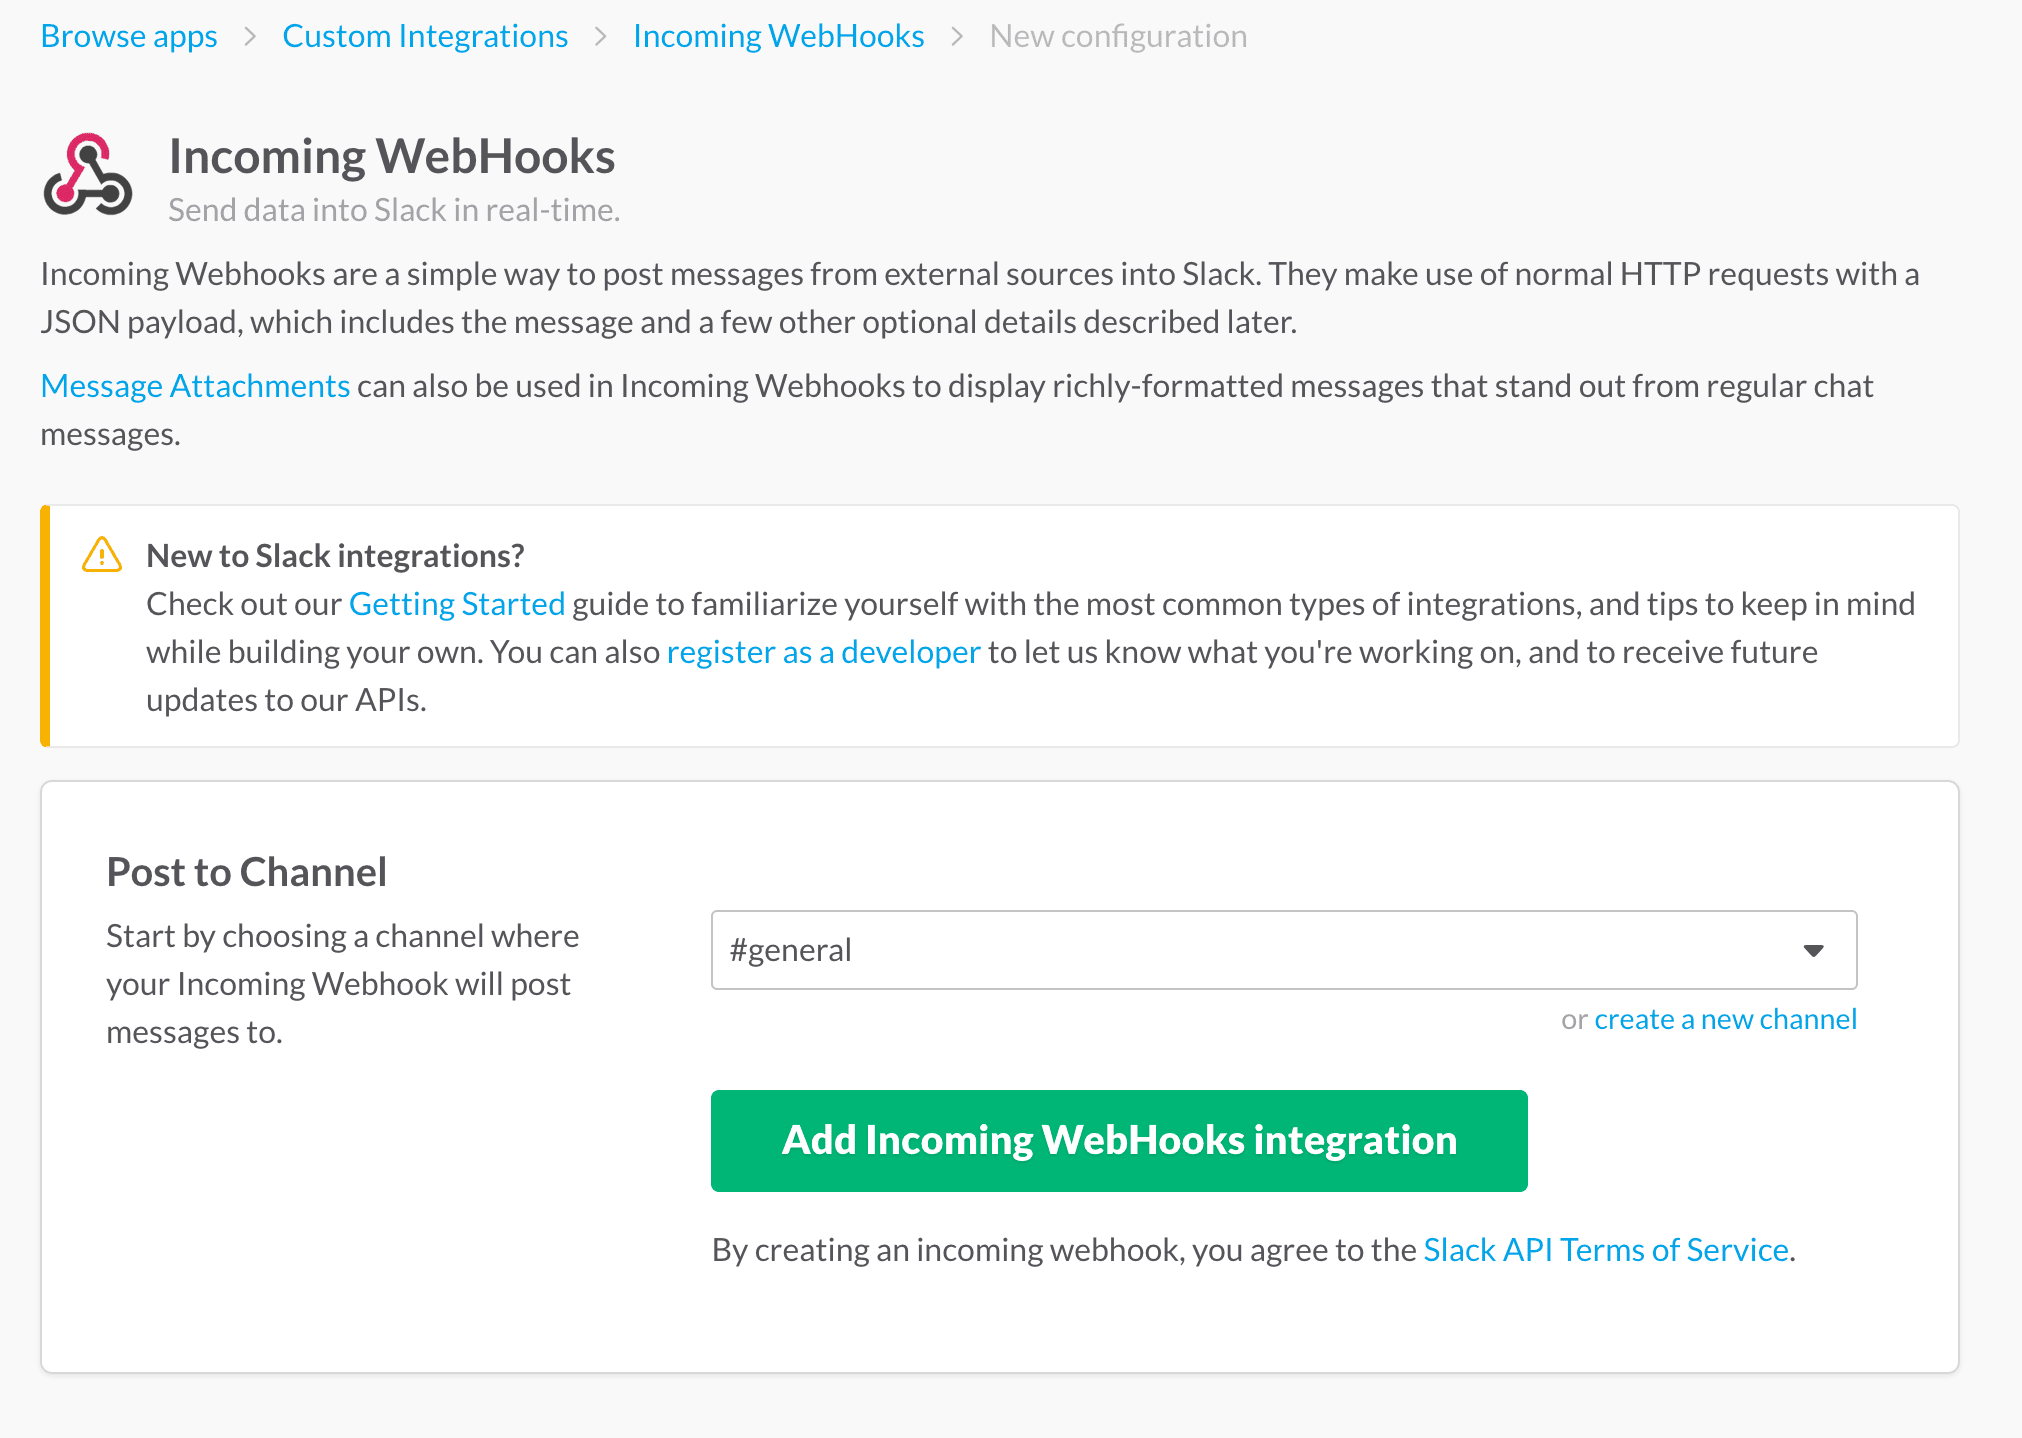 Browse apps > Custom Integrations > Incoming WebHooks > New configuration
Incoming WebHooks
Send data into Slack in real-time.
Incoming Webhooks are a simple way to post messages from external sources into Slack. They make use of normal HTTP requests with a
JSON payload, which includes the message and a few other optional details described later.
Message Attachments can also be used in Incoming Webhooks to display richly-formatted messages that stand out from regular chat
messages.
New to Slack integrations?
Check out our Getting Started guide to familiarize yourself with the most common types of integrations, and tips to keep in mind
while building your own. You can also register as a developer to let us know what you're working on, and to receive future
updates to our APIs.
Post to Channel
Start by choosing a channel where
your Incoming Webhook will post
messages to.
#general
or create a new channel
Add Incoming WebHooks integration
By creating an incoming webhook, you agree to the Slack API Terms of Service.